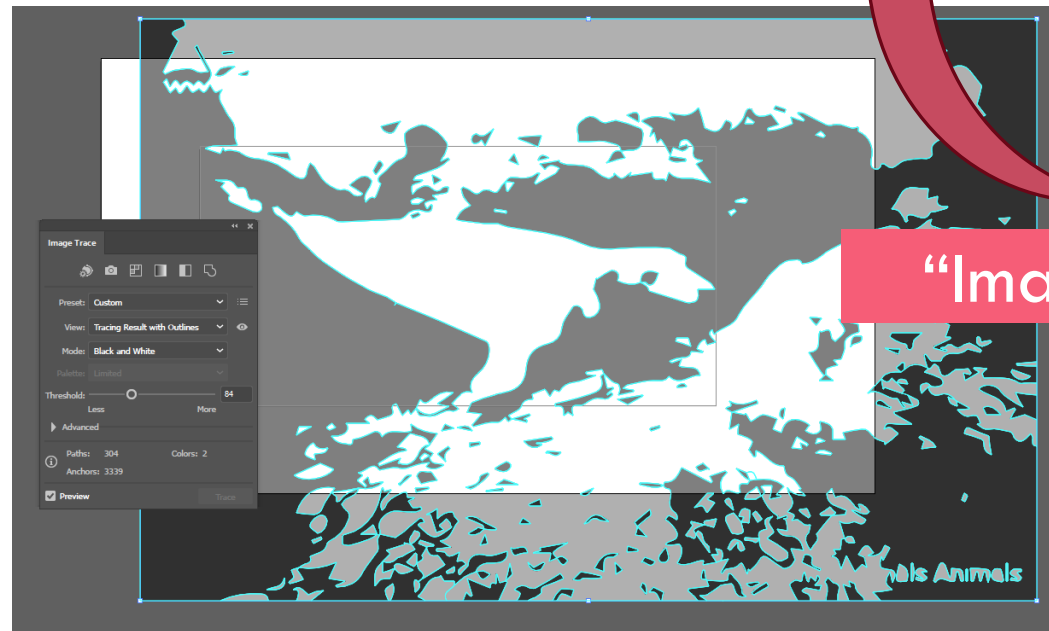 Image Trace
Preset: Custom
View: Tracing Result with Outlines
Mode: Black and White
Palette: Limited
Threshold: 84
Less More
Advanced
Paths: 304 Colors: 2
Anchors: 3339
Preview Trace
“Ima
als Animals